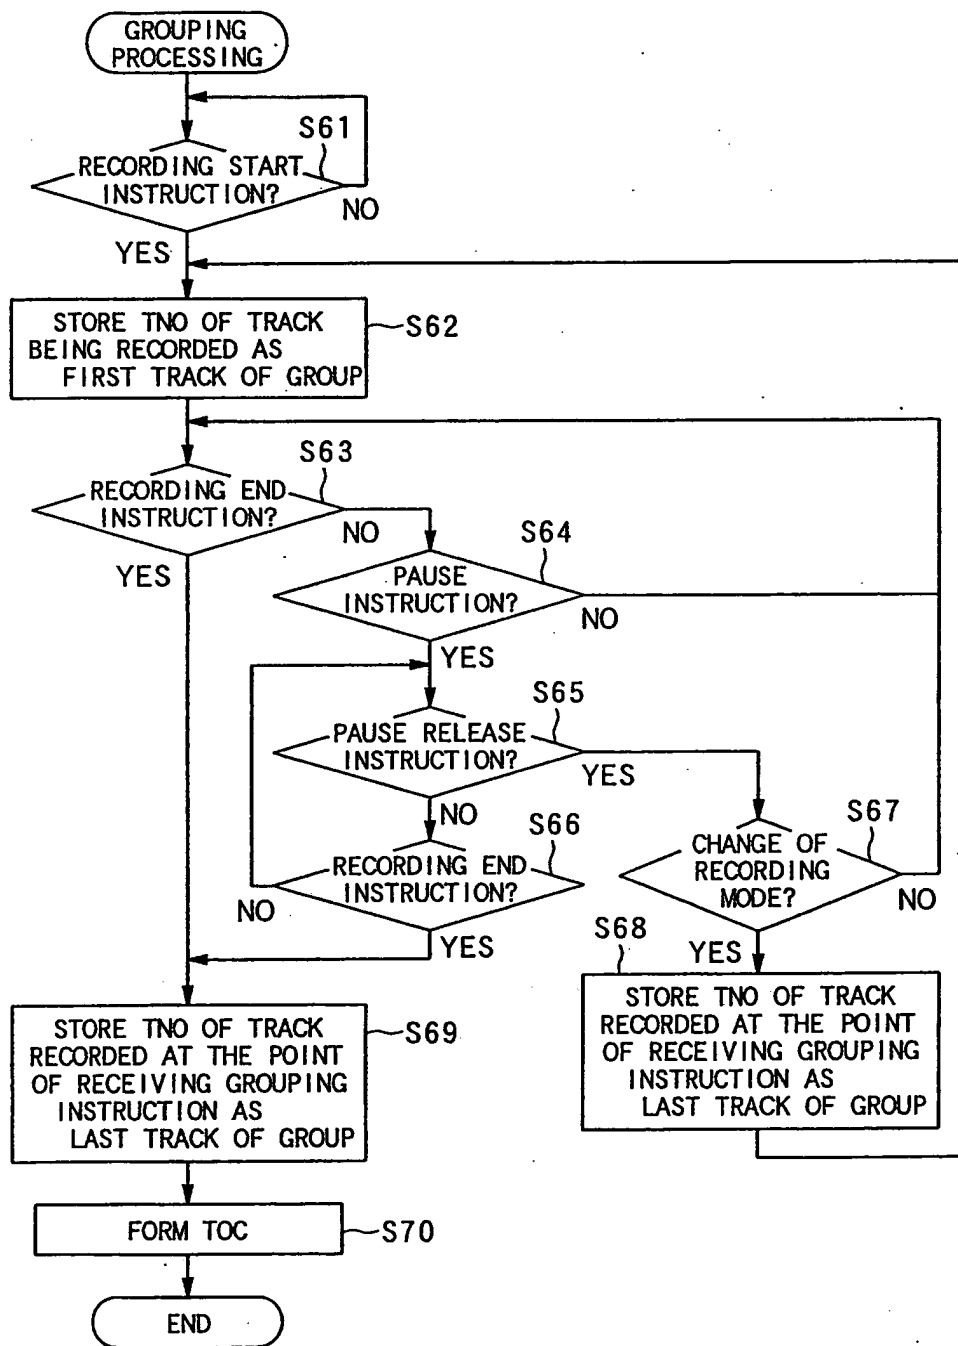 GROUPING
PROCESSING
S61
RECORDING START
INSTRUCTION?
NO
YES
STORE TNO OF TRACK
BEING RECORDED AS
FIRST TRACK OF GROUP
S62
S63
RECORDING END
INSTRUCTION?
NO
YES
S64
PAUSE
INSTRUCTION?
NO
YES
S65
PAUSE RELEASE
INSTRUCTION?
YES
NO
S66
RECORDING END
INSTRUCTION?
NO
YES
S67
CHANGE OF
RECORDING
MODE?
NO
YES
S68
STORE TNO OF TRACK
RECORDED AT THE POINT
OF RECEIVING GROUPING
INSTRUCTION AS
LAST TRACK OF GROUP
STORE TNO OF TRACK
RECORDED AT THE POINT
OF RECEIVING GROUPING
INSTRUCTION AS
LAST TRACK OF GROUP
S69
FORM TOC
S70
END